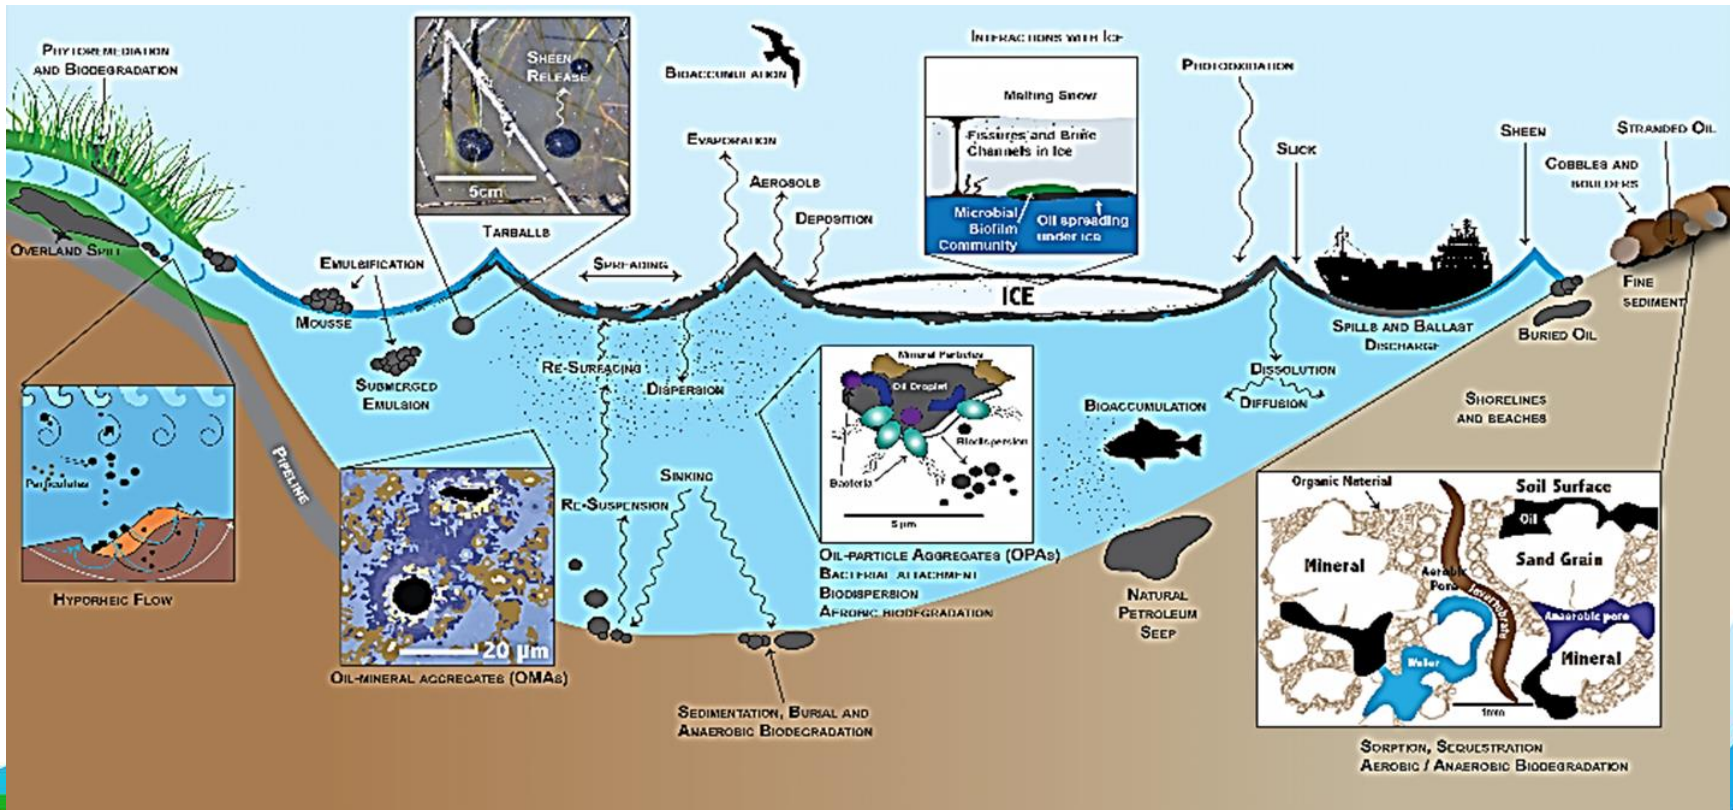 Phytoremediation
and Biodegradation
Overland Spill
Particulates
Hyporheic Flow
Pipeline
Emulsification
Mousse
Submerged
Emulsion
Sheen
Release
5cm
Tarballs
Spreading
Bioaccumulation
Evaporation
Aerosols
Deposition
Re-Surfacing
Dispersion
Re-Suspension
Sinking
20 µm
Oil-mineral aggregates (OMAs)
Sedimentation, Burial and
Anaerobic Biodegradation
Interactions with Ice
Melting Snow
Fissures and Brine
Channels in Ice
Microbial
Biofilm
Community
Oil spreading
under ice
ICE
Mineral Particles
Oil Droplet
Biodispersion
Bacteria
5 µm
Oil-Particle Aggregates (OPAs)
Bacterial attachment
Biodispersion
Aerobic biodegradation
Photooxidation
Slick
Sheen
Stranded Oil
Cobbles and
boulders
Fine
sediment
Spills and Ballast
Discharge
Buried Oil
Dissolution
Diffusion
Bioaccumulation
Shorelines
and beaches
Natural
Petroleum
Seep
Organic Material
Soil Surface
Oil
Mineral
Sand Grain
Aerobic
Pore
Invertebrate
Anaerobic pore
Water
Mineral
1mm
Sorption, Sequestration
Aerobic / Anaerobic Biodegradation